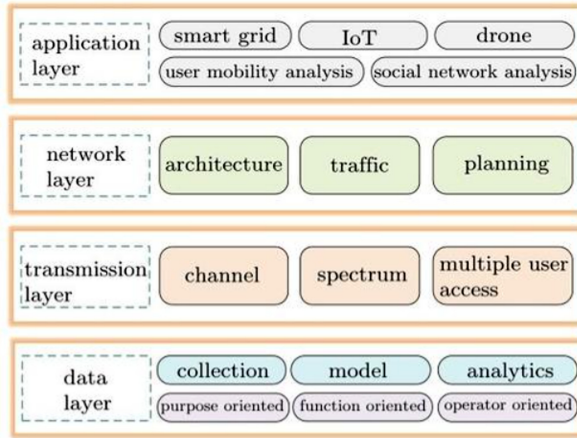 application
layer
smart grid
IoT
drone
user mobility analysis
social network analysis
network
layer
architecture
traffic
planning
transmission
layer
channel
spectrum
multiple user
access
data
layer
collection
model
analytics
purpose oriented
function oriented
operator oriented